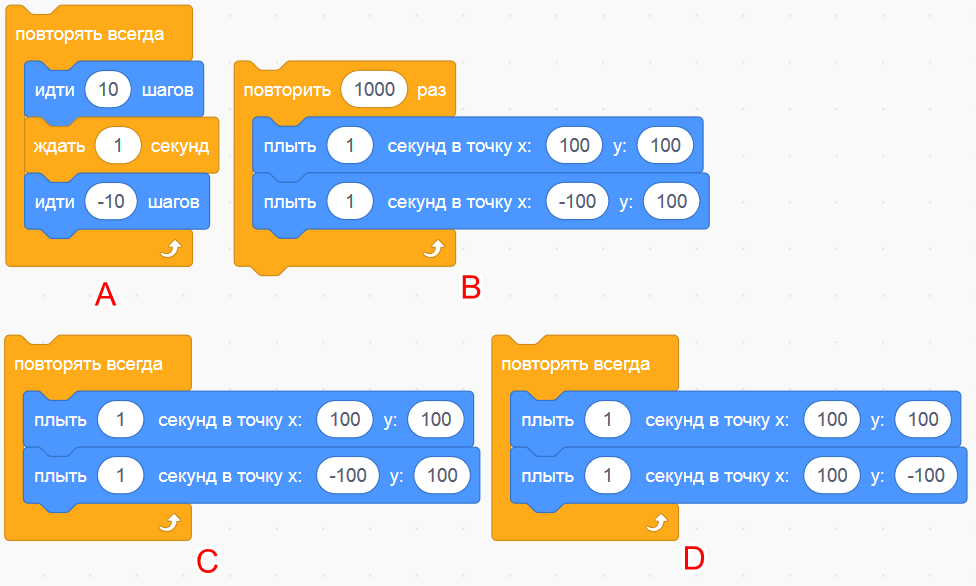 повторять всегда
идти 10 шагов
ждать 1 секунд
идти -10 шагов
A
повторить 1000 раз
плыть 1 секунд в точку x: 100 y: 100
плыть 1 секунд в точку x: -100 y: 100
B
повторять всегда
плыть 1 секунд в точку x: 100 y: 100
плыть 1 секунд в точку x: -100 y: 100
C
повторять всегда
плыть 1 секунд в точку x: 100 y: 100
плыть 1 секунд в точку x: 100 y: -100
D